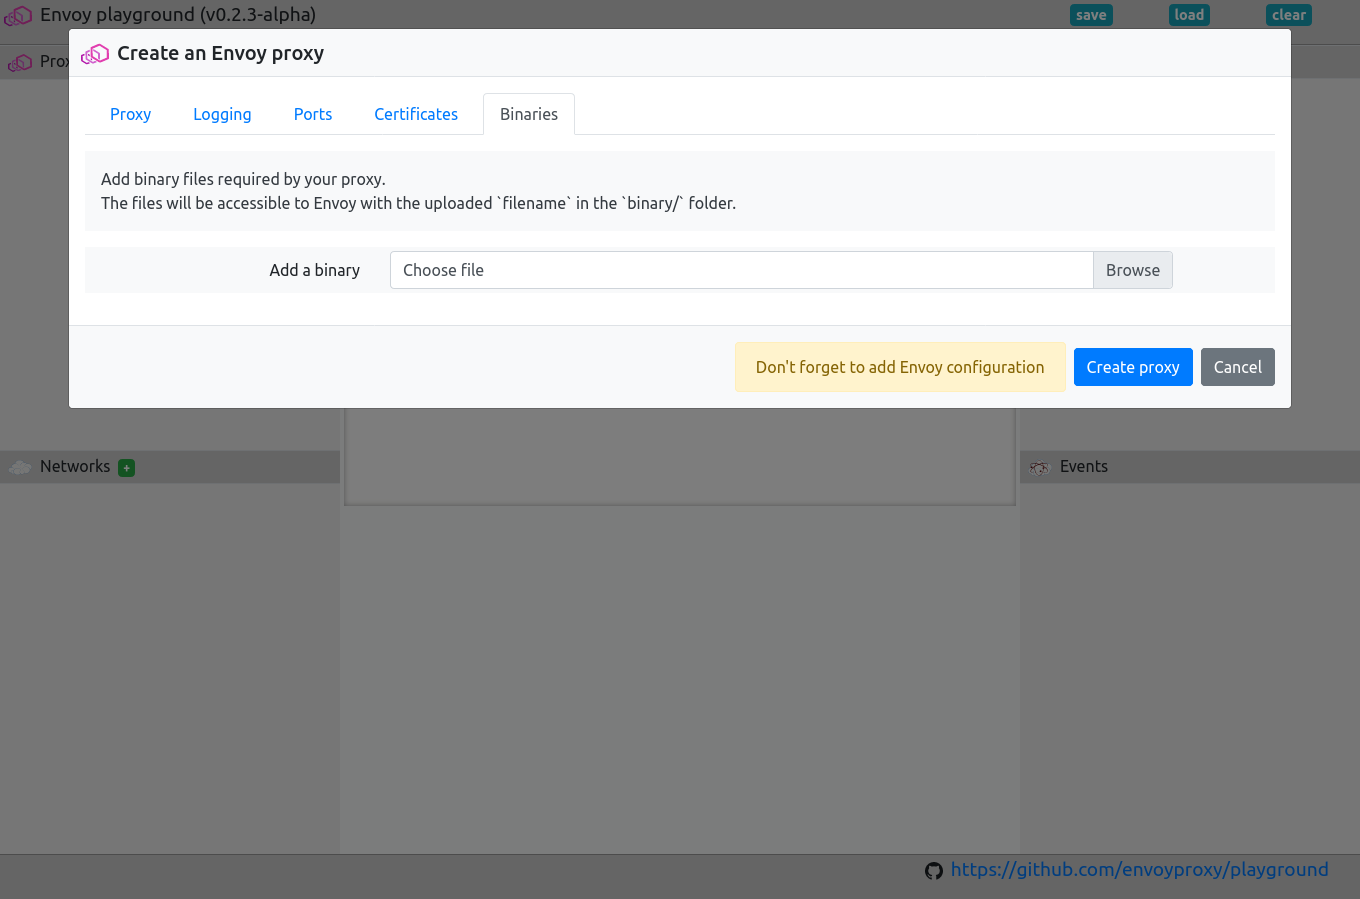 Envoy playground (v0.2.3-alpha)
save
load
clear
Create an Envoy proxy
Proxy
Logging
Ports
Certificates
Binaries
Add binary files required by your proxy.
The files will be accessible to Envoy with the uploaded `filename` in the `binary/` folder.
Add a binary
Choose file
Browse
Don't forget to add Envoy configuration
Create proxy
Cancel
Networks
+
Events
https://github.com/envoyproxy/playground